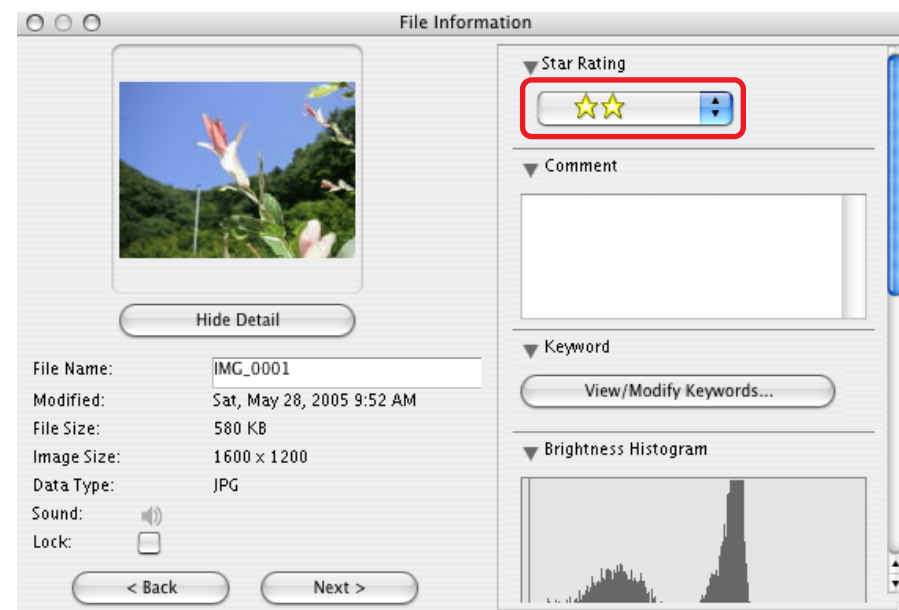 File Information
Hide Detail
File Name: IMG_0001
Modified: Sat, May 28, 2005 9:52 AM
File Size: 580 KB
Image Size: 1600 x 1200
Data Type: JPG
Sound:
Lock:
< Back Next >
Star Rating
Comment
Keyword
View/Modify Keywords...
Brightness Histogram